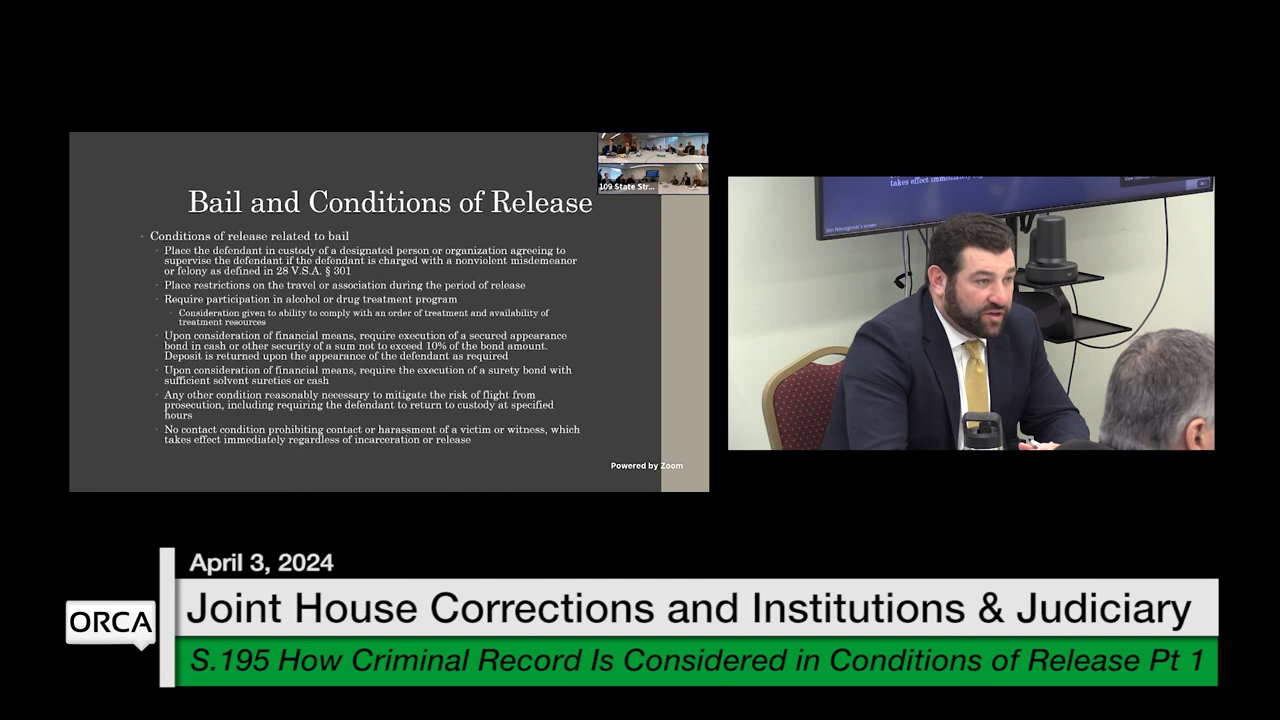 Bail and Conditions of Release
Conditions of release related to bail
Place the defendant in custody of a designated person or organization agreeing to
supervise the defendant if the defendant is charged with a nonviolent misdemeanor
or felony as defined in 28 V.S.A. § 301
Place restrictions on the travel or association during the period of release
Require participation in alcohol or drug treatment program
Consideration given to ability to comply with an order of treatment and availability of
treatment resources
Upon consideration of financial means, require execution of a secured appearance
bond in cash or other security of a sum not to exceed 10% of the bond amount.
Deposit is returned upon the appearance of the defendant as required
Upon consideration of financial means, require the execution of a surety bond with
sufficient solvent sureties or cash
Any other condition reasonably necessary to mitigate the risk of flight from
prosecution, including requiring the defendant to return to custody at specified
hours
No contact condition prohibiting contact or harassment of a victim or witness, which
takes effect immediately regardless of incarceration or release
109 State Str...
Powered by Zoom
takes effect immediately
April 3, 2024
Joint House Corrections and Institutions & Judiciary
ORCA
S.195 How Criminal Record Is Considered in Conditions of Release Pt 1